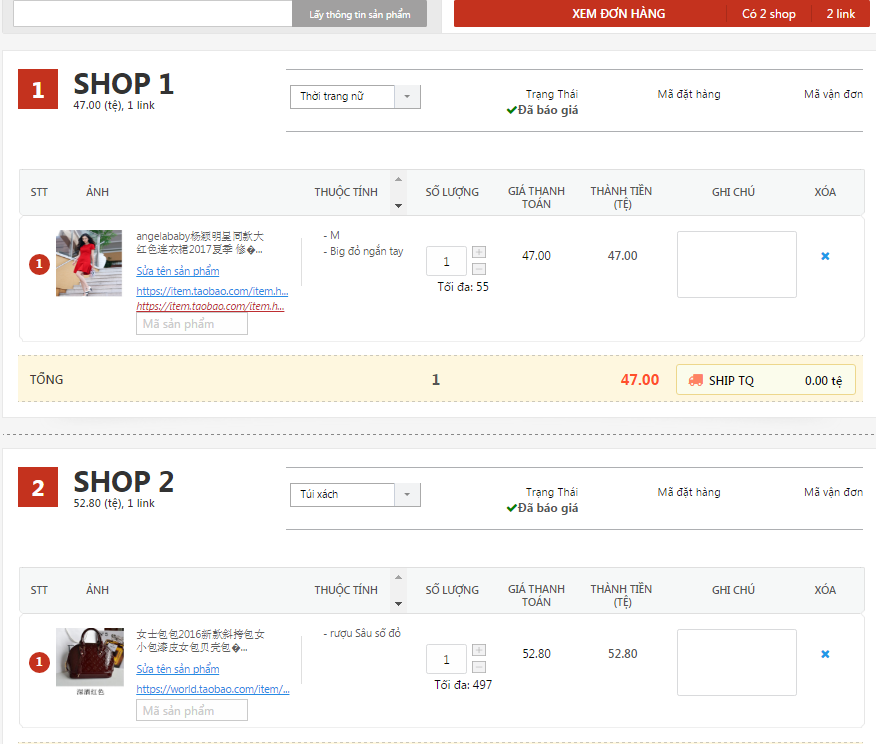 Lấy thông tin sản phẩm
XEM ĐƠN HÀNG Có 2 shop 2 link
1 SHOP 1
47.00 (tệ), 1 link
Thời trang nữ
Trạng Thái Mã đặt hàng Mã vận đơn
Đã báo giá
STT ẢNH THUỘC TÍNH SỐ LƯỢNG GIÁ THANH TOÁN THÀNH TIỀN (TỆ) GHI CHÚ XÓA
1
angelababy杨颖明星同款大
红色连衣裙2017夏季 修�...
Sửa tên sản phẩm
https://item.taobao.com/item.h...
https://item.taobao.com/item.h...
Mã sản phẩm
- M
- Big đỏ ngắn tay
1
Tối đa: 55
47.00 47.00
TỔNG 1 47.00 SHIP TQ 0.00 tệ
2 SHOP 2
52.80 (tệ), 1 link
Túi xách
Trạng Thái Mã đặt hàng Mã vận đơn
Đã báo giá
STT ẢNH THUỘC TÍNH SỐ LƯỢNG GIÁ THANH TOÁN THÀNH TIỀN (TỆ) GHI CHÚ XÓA
1
深酒红色
女士包包2016新款斜挎包女
小包漆皮女包贝壳包�...
Sửa tên sản phẩm
https://world.taobao.com/item/...
Mã sản phẩm
- rượu Sâu số đỏ
1
Tối đa: 497
52.80 52.80